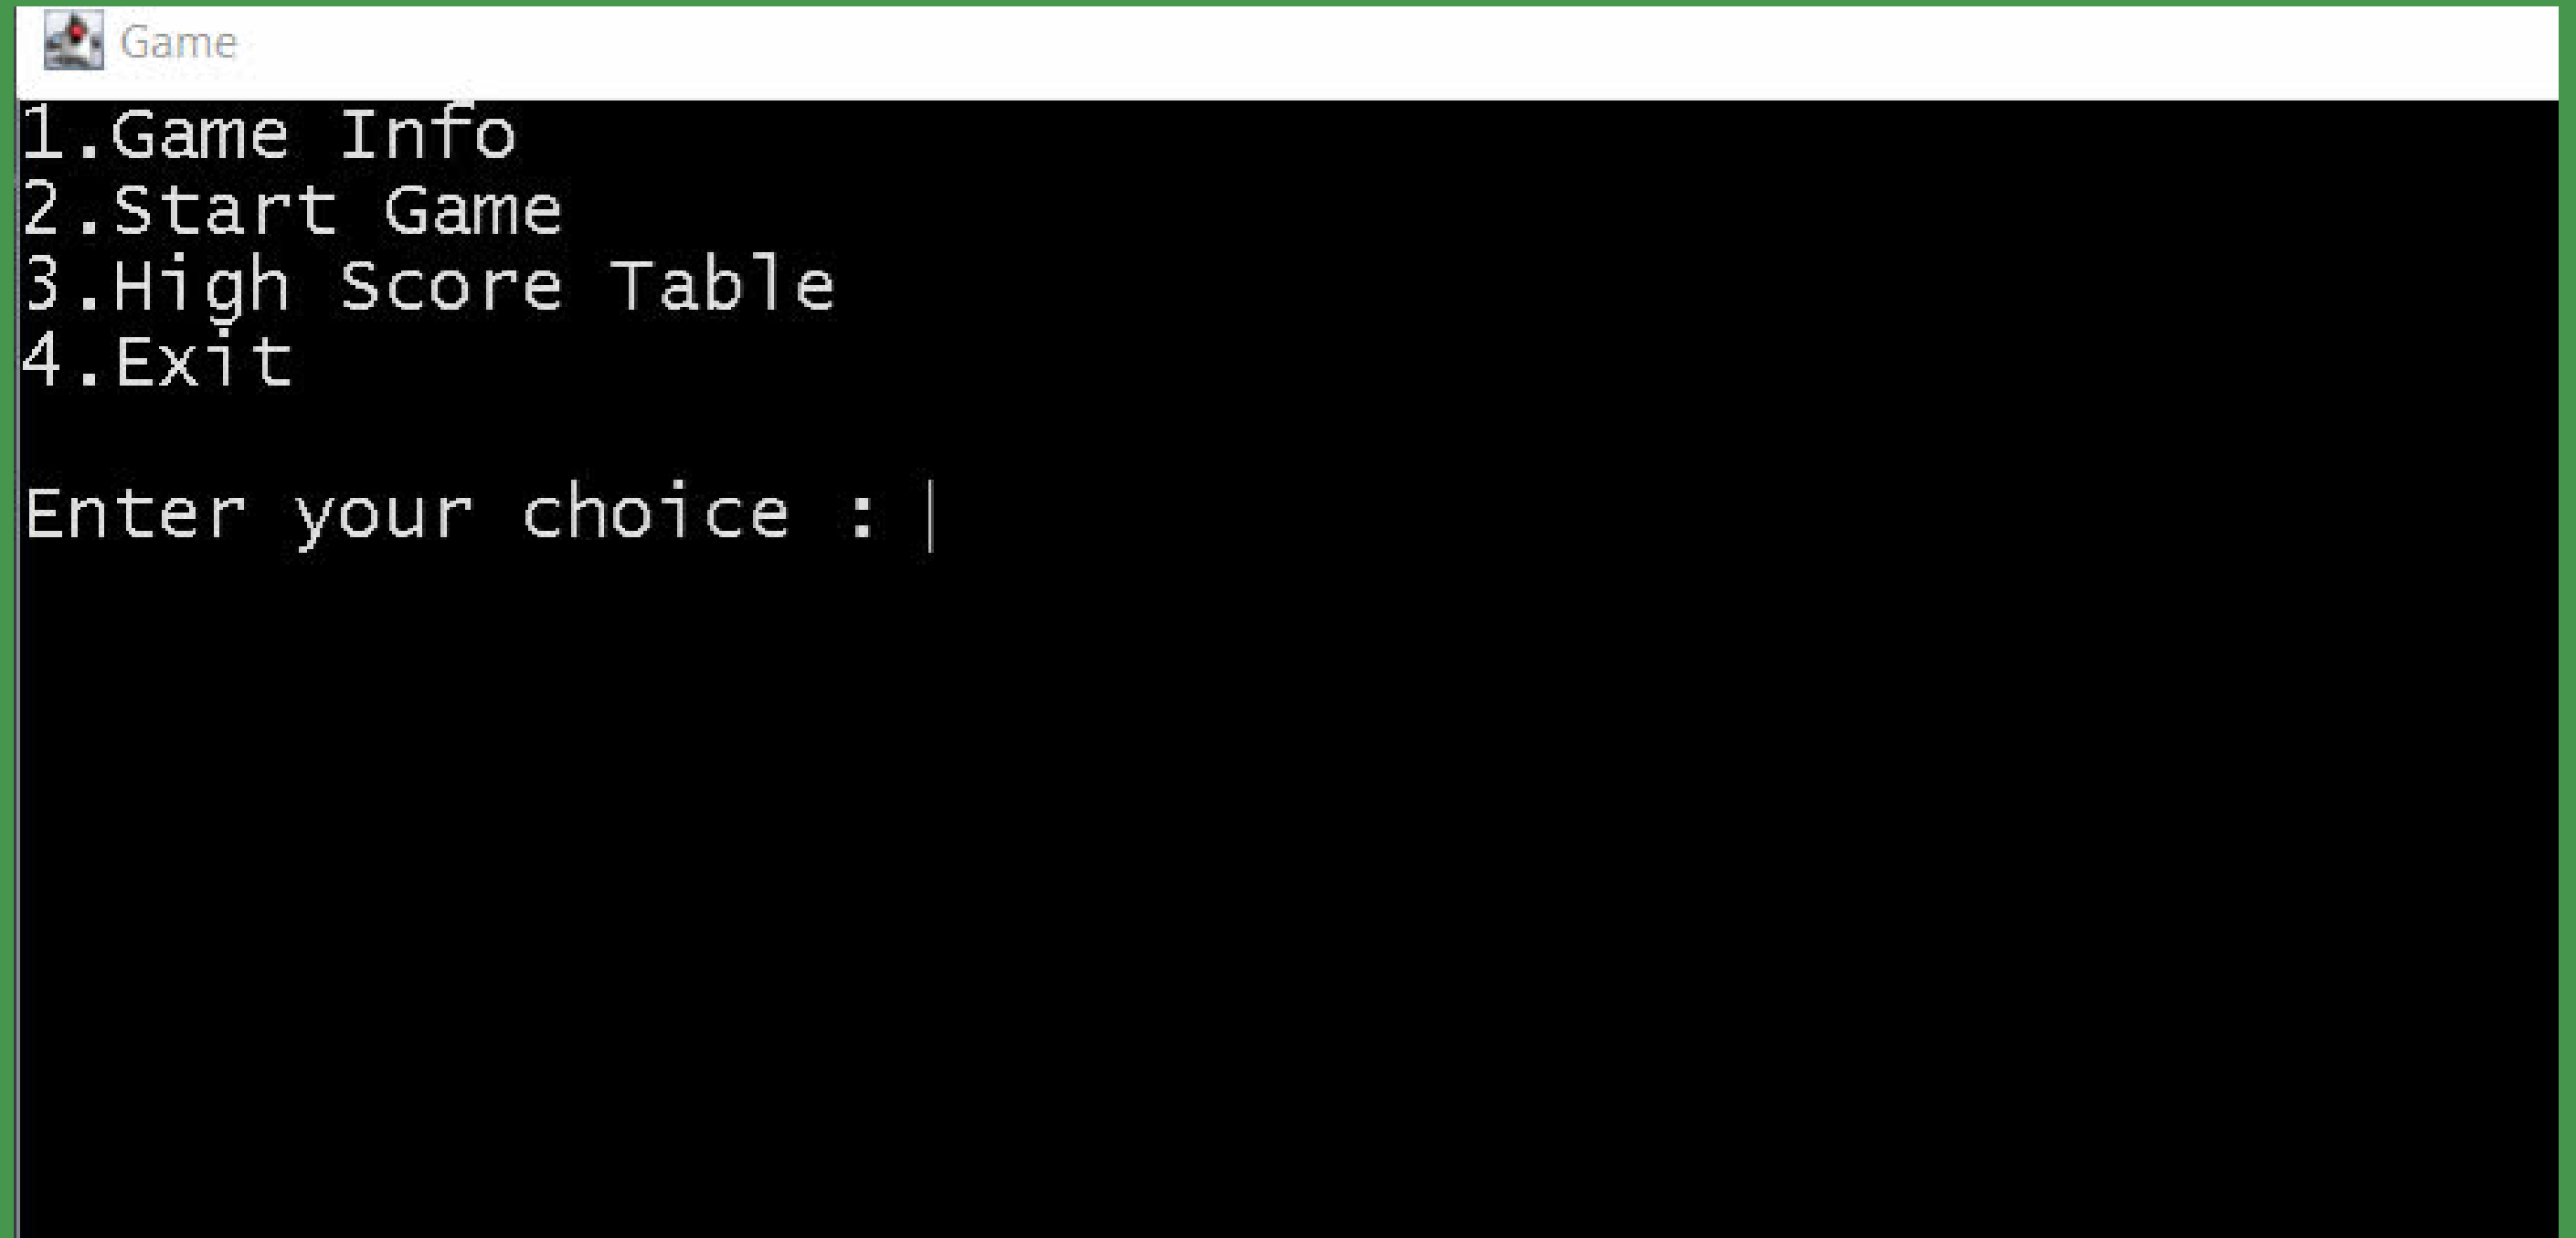 Game
1.Game Info
2.Start Game
3.High Score Table
4.Exit
Enter your choice :